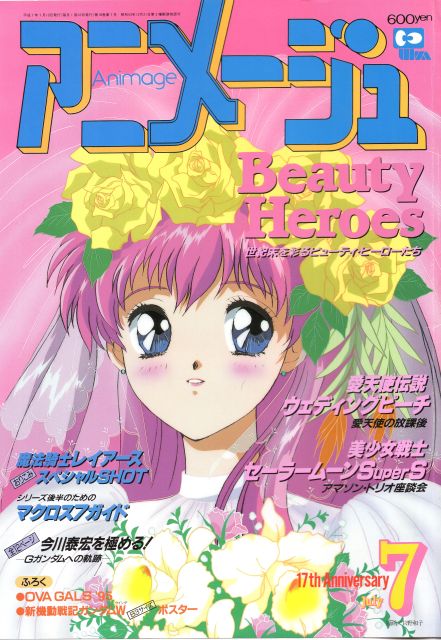 600yen
アニメージュ
Animage
Beauty
Heroes
世紀末を彩るビューティ・ヒーローたち
愛天使伝説
ウェディングピーチ
愛天使の放課後
美少女戦士
セーラームーンSuperS
アマゾントリオ座談会
魔法騎士レイアース
スペシャルSHOT
シリーズ後半のための
マクロス7ガイド
今川泰宏を極める!
—Gガンダムへの軌跡—
ふろく
●OVA GALS '95
●新機動戦記ガンダムW
ポスター
17th Anniversary
7
July